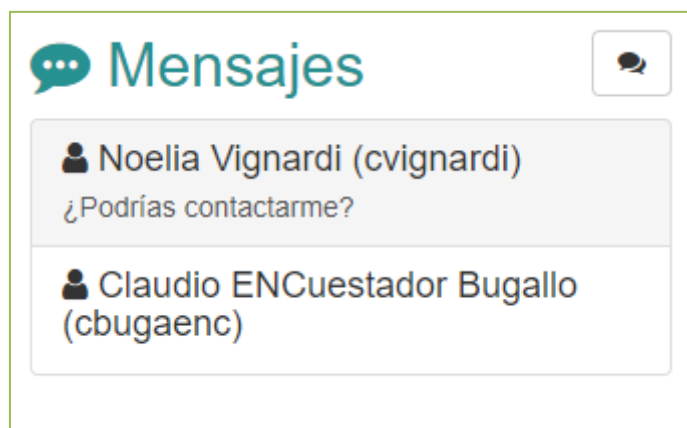 Mensajes
Noelia Vignardi (cvignardi)
¿Podrías contactarme?
Claudio ENCuestador Bugallo
(cbugaenc)